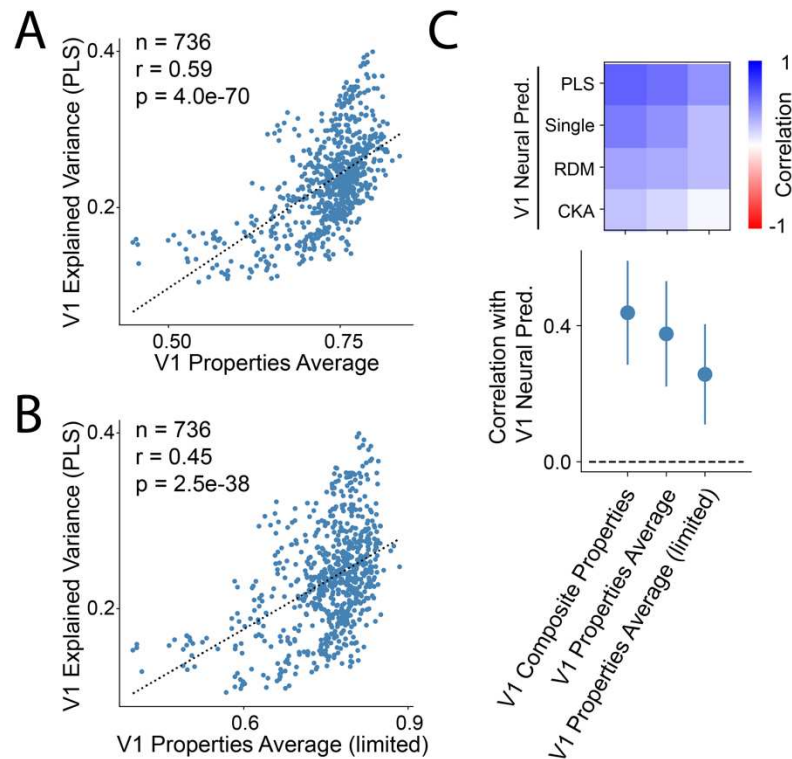 A
n = 736
r = 0.59
p = 4.0e-70
V1 Explained Variance (PLS)
0.4
0.2
0.50
0.75
V1 Properties Average
B
n = 736
r = 0.45
p = 2.5e-38
V1 Explained Variance (PLS)
0.4
0.2
0.6
0.9
V1 Properties Average (limited)
C
V1 Neural Pred.
PLS
Single
RDM
CKA
1
-1
Correlation
Correlation with
V1 Neural Pred.
0.4
0.0
V1 Composite Properties
V1 Properties Average
V1 Properties Average (limited)